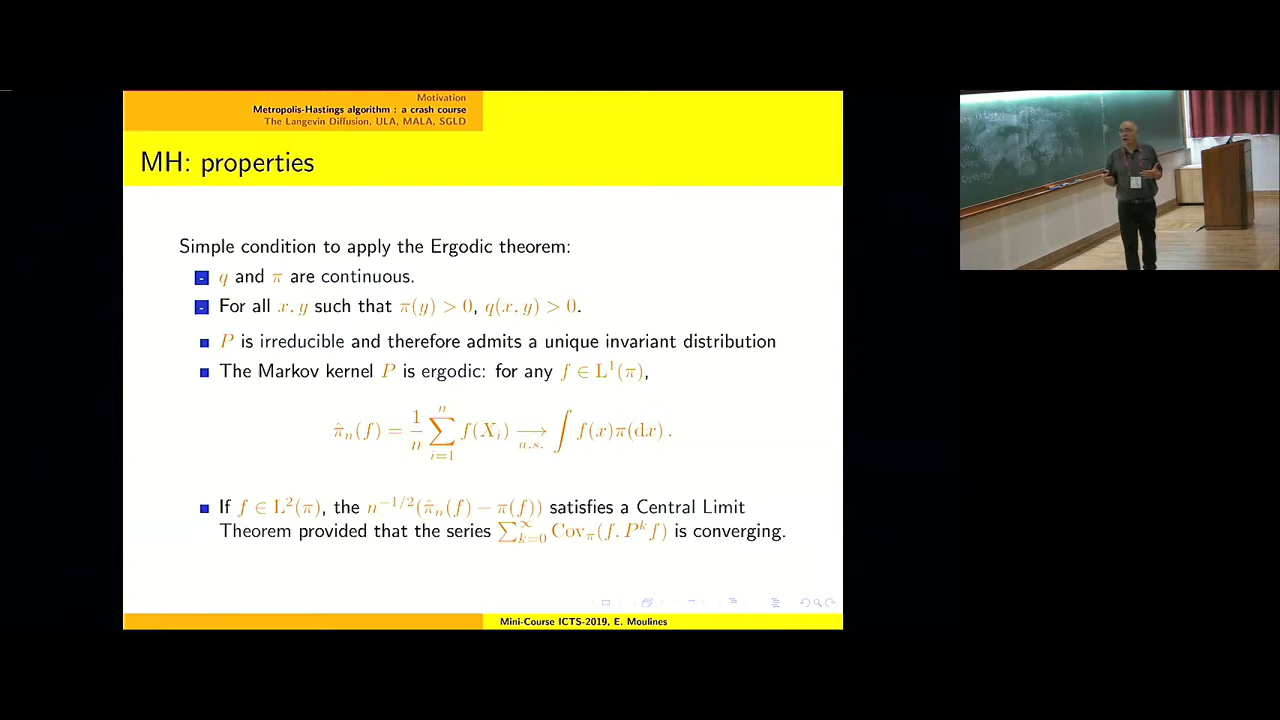 Motivation
Metropolis-Hastings algorithm : a crash course
The Langevin Diffusion, ULA, MALA, SGLD
MH: properties
Simple condition to apply the Ergodic theorem:
- q and π are continuous.
- For all x, y such that π(y) > 0, q(x, y) > 0.
P is irreducible and therefore admits a unique invariant distribution
The Markov kernel P is ergodic: for any f ∈ L¹(π),
π̂ₙ(f) = 1/n ∑ⁿᵢ₌₁ f(Xᵢ) →a.s. ∫ f(x)π(dx) .
If f ∈ L²(π), the n⁻¹/²(π̂ₙ(f) − π(f)) satisfies a Central Limit
Theorem provided that the series ∑_{k=0}^{∞} Cov_π(f, Pᵏf) is converging.
Mini-Course ICTS-2019, E. Moulines